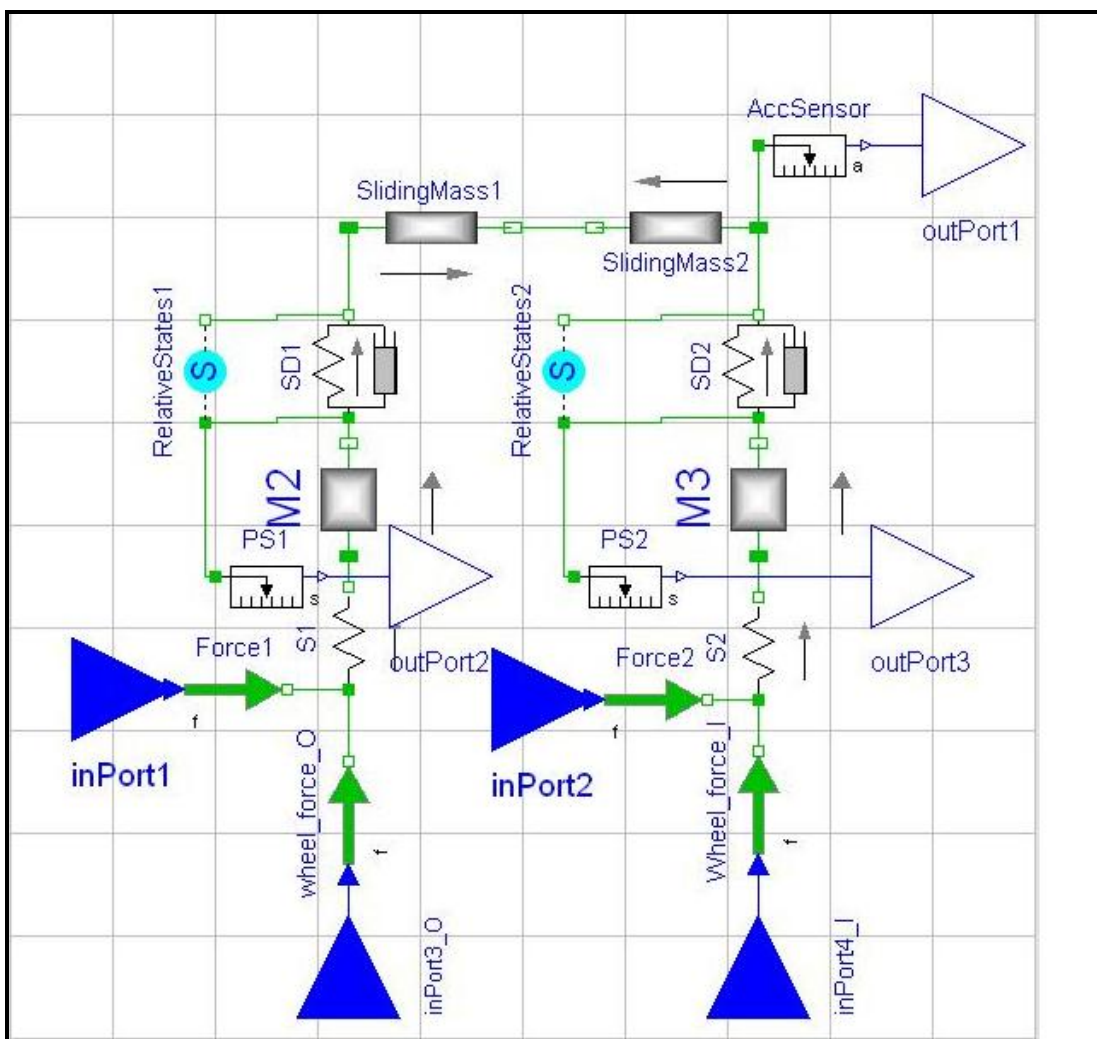 AccSensor
a
outPort1
SlidingMass1
SlidingMass2
RelativeStates1
S
SD1
RelativeStates2
S
SD2
M2
M3
PS1
s
PS2
s
S1
outPort2
S2
outPort3
Force1
f
inPort1
Force2
f
inPort2
wheel_force_O
f
Wheel_force_I
f
inPort3_O
inPort4_I